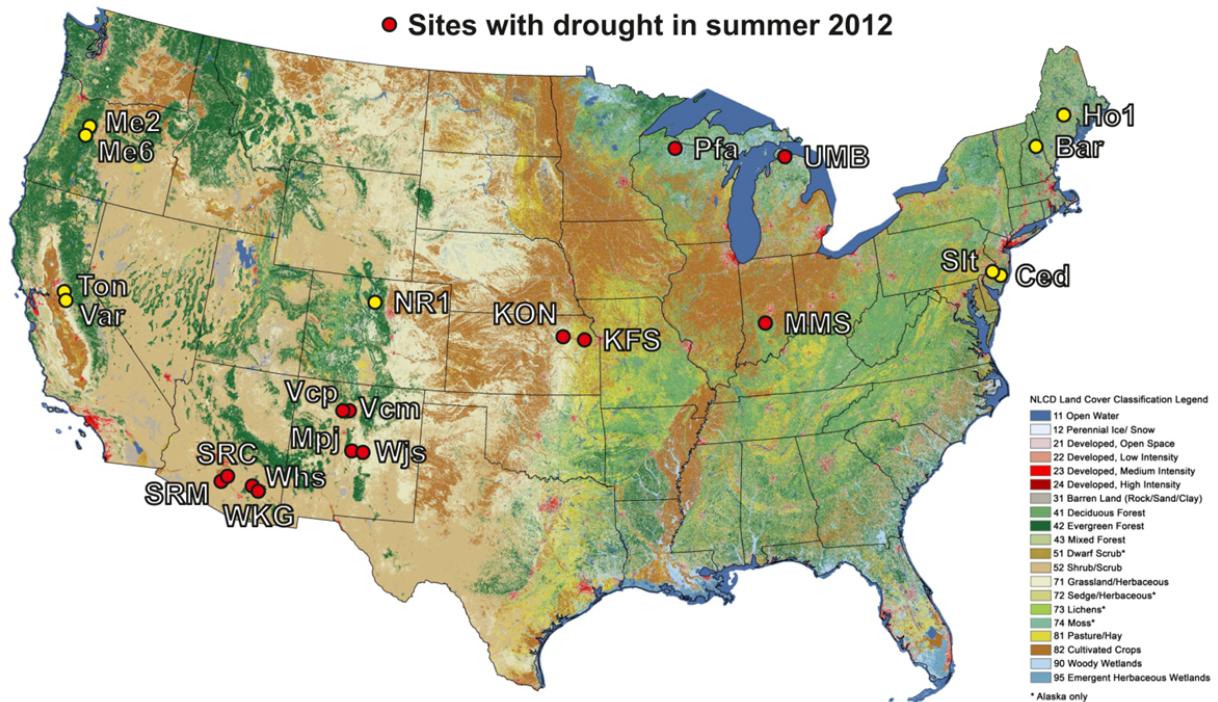 Sites with drought in summer 2012
Me2
Me6
Pfa
UMB
Ho1
Bar
Slt
Ced
Ton
Var
NR1
KON
KFS
MMS
Vcp
Vcm
Mpj
Wjs
SRC
Whs
SRM
WKG
NLCD Land Cover Classification Legend
11 Open Water
12 Perennial Ice/ Snow
21 Developed, Open Space
22 Developed, Low Intensity
23 Developed, Medium Intensity
24 Developed, High Intensity
31 Barren Land (Rock/Sand/Clay)
41 Deciduous Forest
42 Evergreen Forest
43 Mixed Forest
51 Dwarf Scrub*
52 Shrub/Scrub
71 Grassland/Herbaceous
72 Sedge/Herbaceous*
73 Lichens*
74 Moss*
81 Pasture/Hay
82 Cultivated Crops
90 Woody Wetlands
95 Emergent Herbaceous Wetlands
* Alaska only